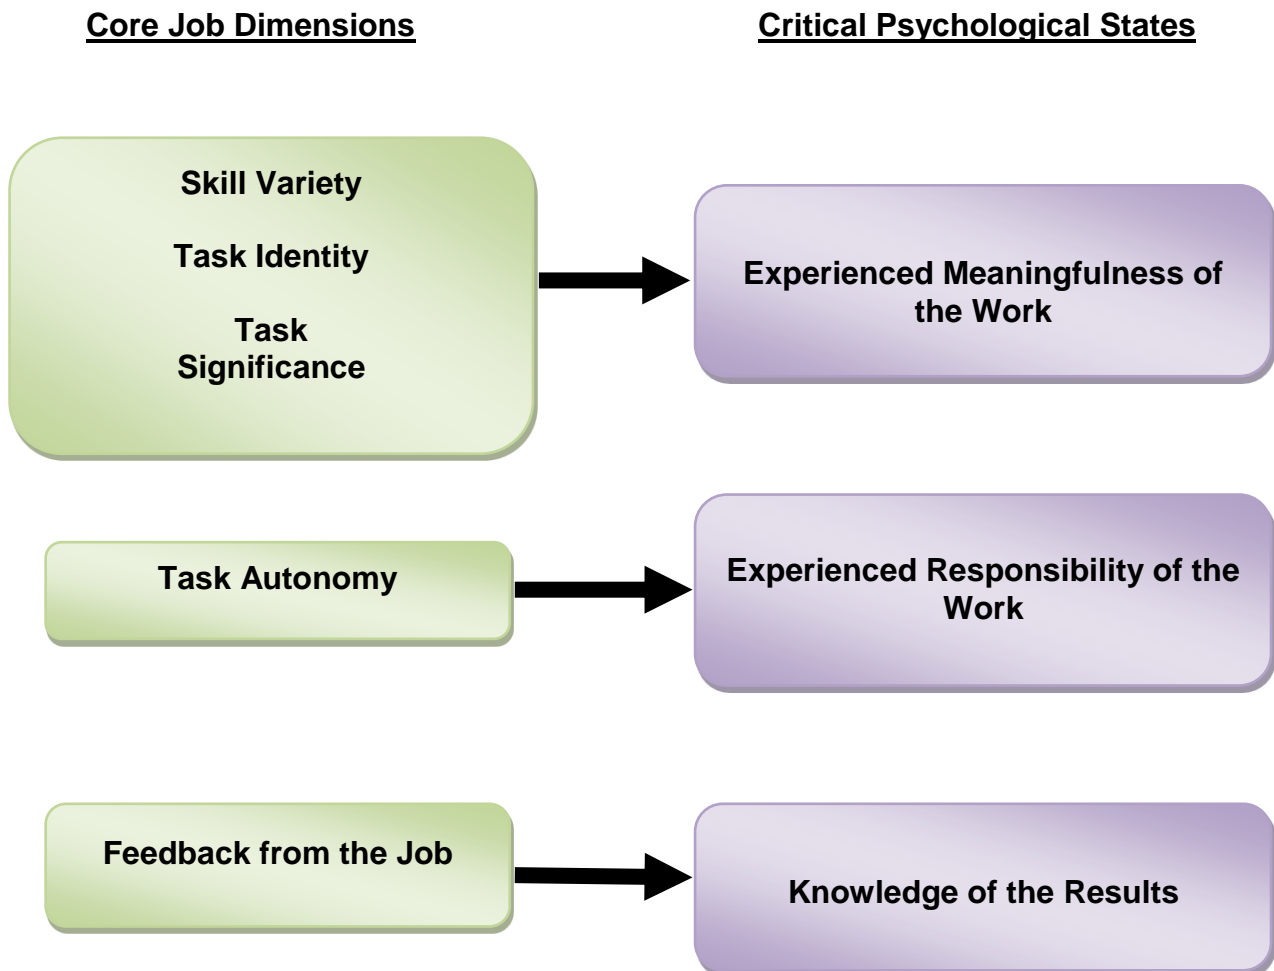 Core Job Dimensions
Critical Psychological States
Skill Variety
Task Identity
Task
Significance
Experienced Meaningfulness of
the Work
Task Autonomy
Experienced Responsibility of the
Work
Feedback from the Job
Knowledge of the Results